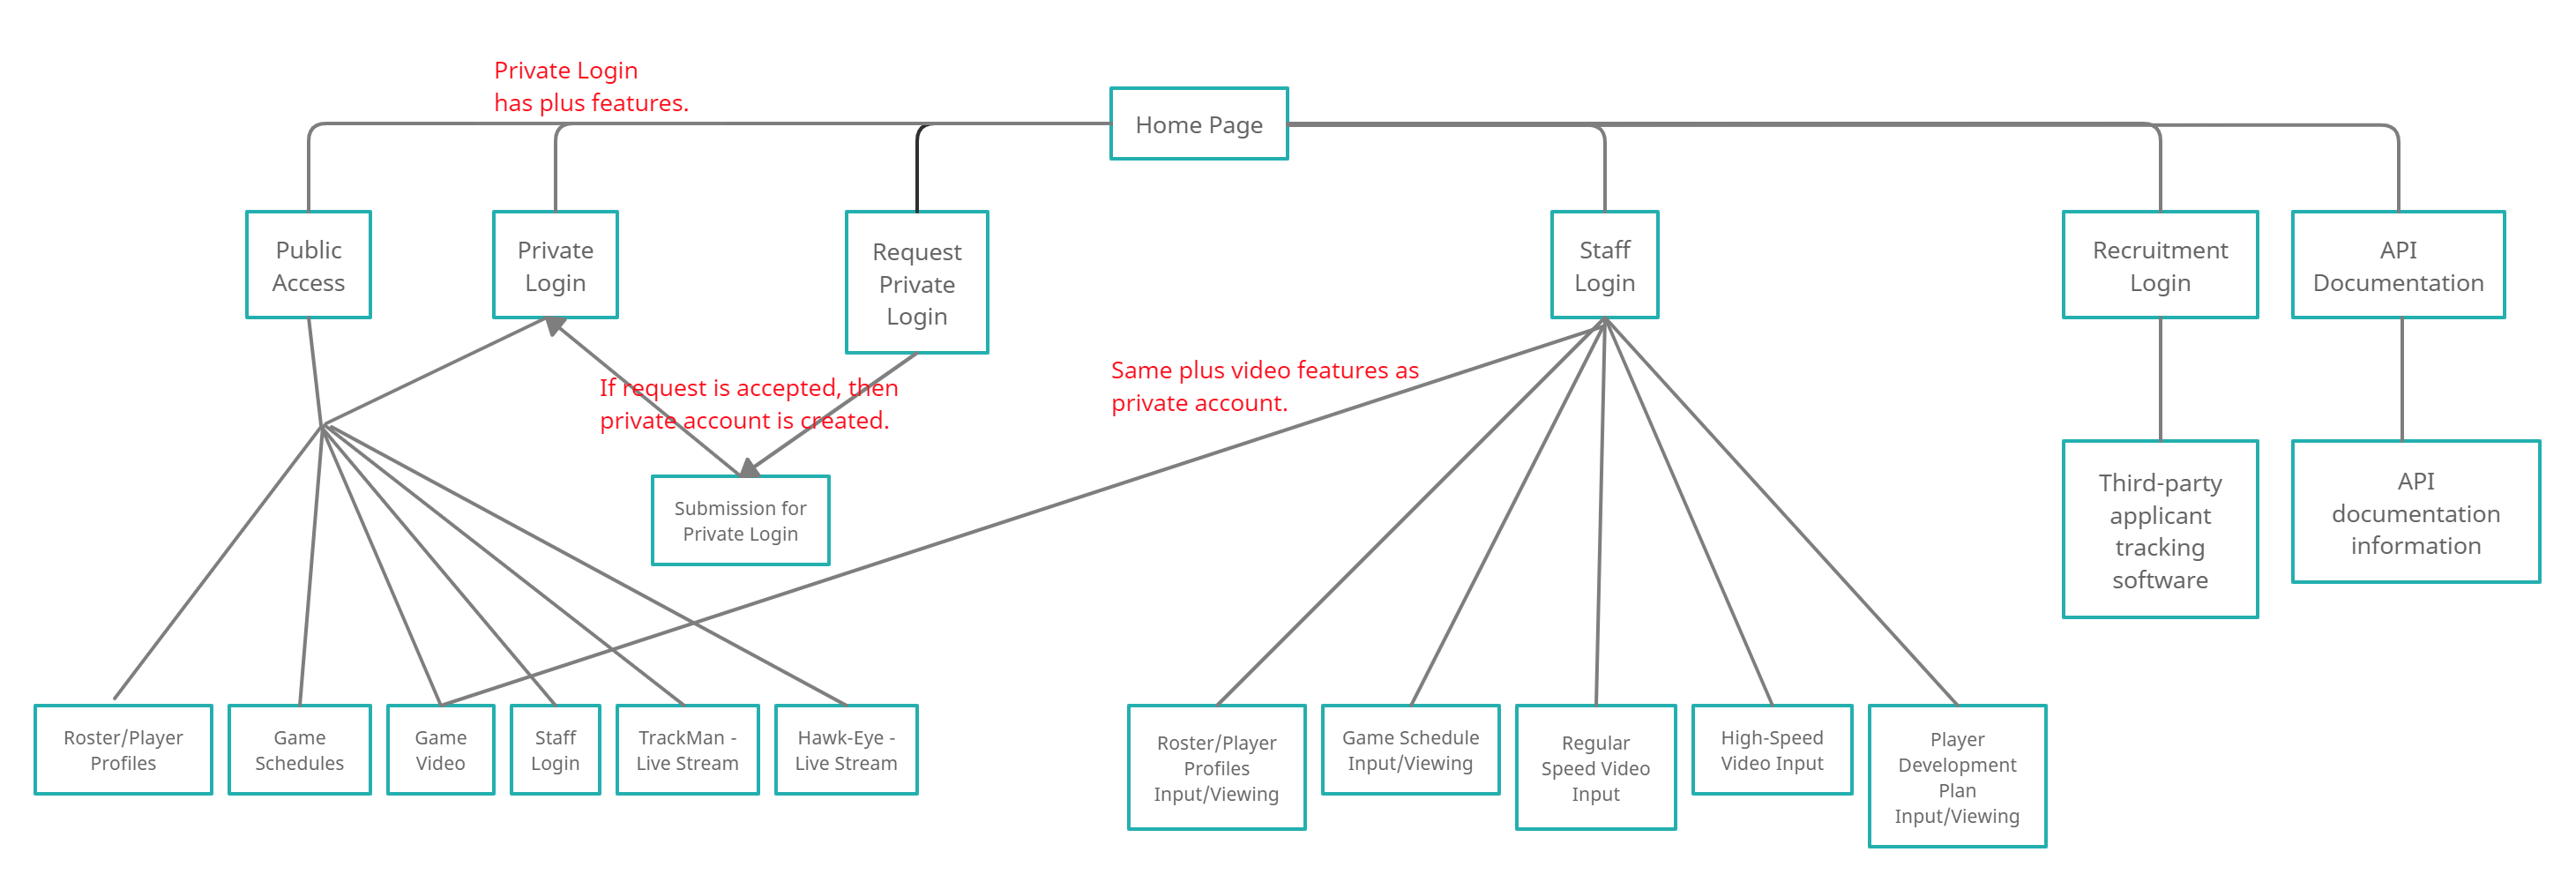 Private Login
has plus features.
Home Page
Public
Access
Private
Login
Request
Private
Login
Staff
Login
Recruitment
Login
API
Documentation
If request is accepted, then
private account is created.
Same plus video features as
private account.
Submission for
Private Login
Third-party
applicant
tracking
software
API
documentation
information
Roster/Player
Profiles
Game
Schedules
Game
Video
Staff
Login
TrackMan -
Live Stream
Hawk-Eye -
Live Stream
Roster/Player
Profiles
Input/Viewing
Game Schedule
Input/Viewing
Regular
Speed Video
Input
High-Speed
Video Input
Player
Development
Plan
Input/Viewing